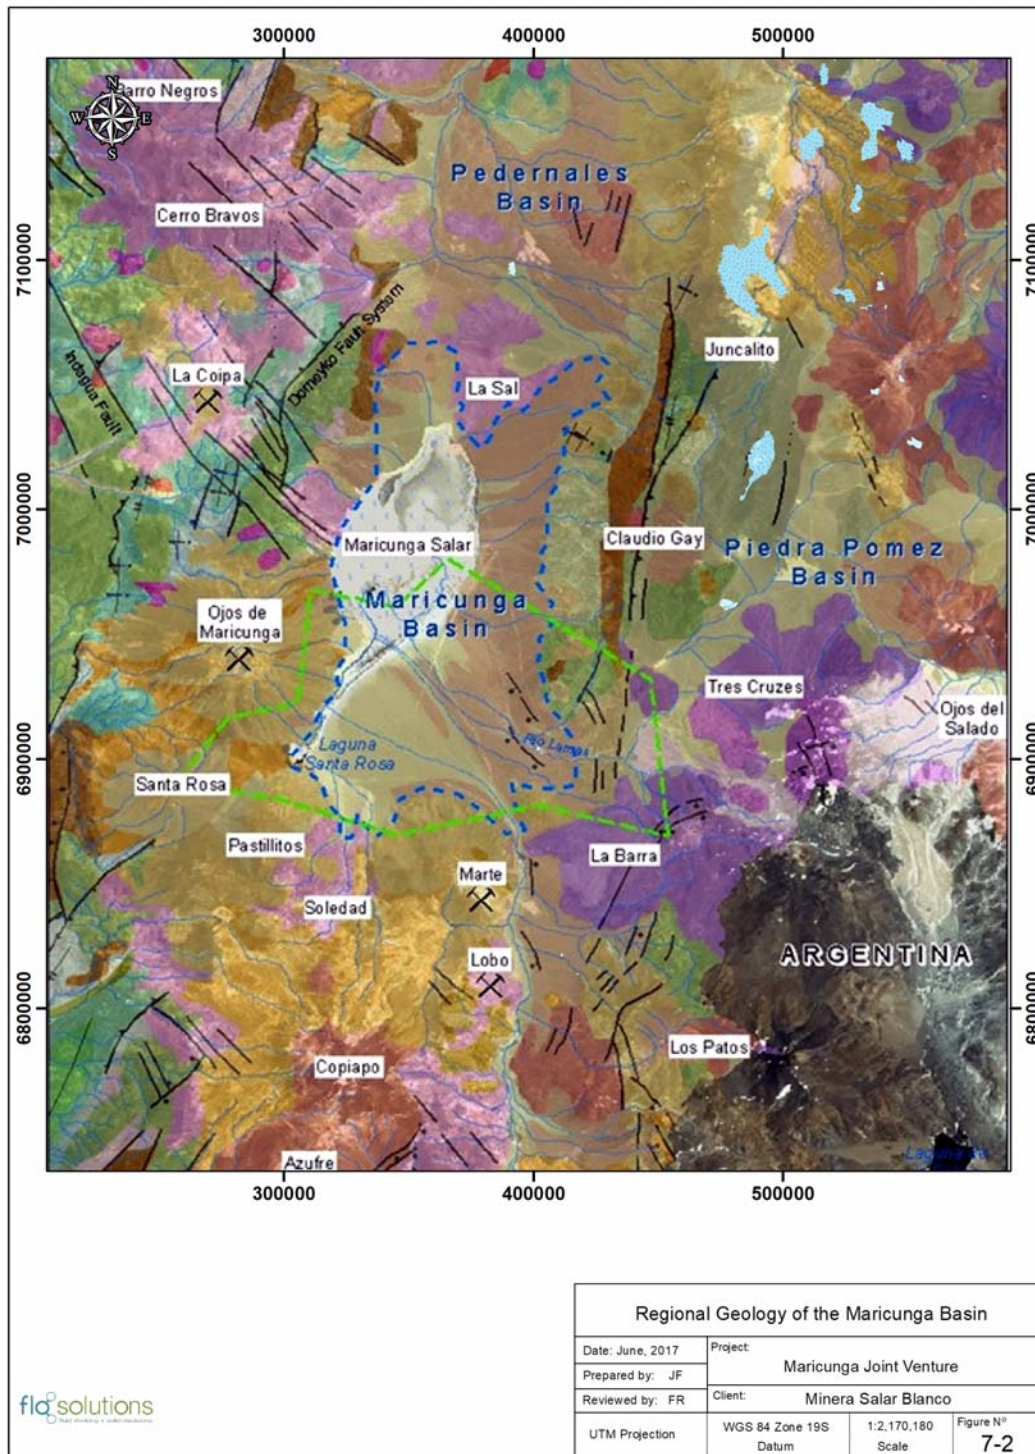 300000
400000
500000
N
W
E
S
Barro Negros
Pedernales
Basin
Cerro Bravos
7100000
7100000
Domeyko Fault System
Juncalito
Indagua Fault
La Coipa
La Sal
7000000
7000000
Maricunga Salar
Claudio Gay
Piedra Pomez
Basin
Ojos de
Maricunga
Maricunga
Basin
Tres Cruzes
Ojos del
Salado
Laguna
Santa Rosa
Rio Lamas
6900000
6900000
Santa Rosa
Pastillitos
La Barra
Marte
Soledad
ARGENTINA
Lobo
6800000
6800000
Los Patos
Copiapo
Azufre
Laguna
300000
400000
500000
Regional Geology of the Maricunga Basin
Date: June, 2017
Project:
Maricunga Joint Venture
Prepared by: JF
Reviewed by: FR
Client:
Minera Salar Blanco
UTM Projection
WGS 84 Zone 19S
Datum
1:2,170,180
Scale
Figure N°
7-2
flosolutions